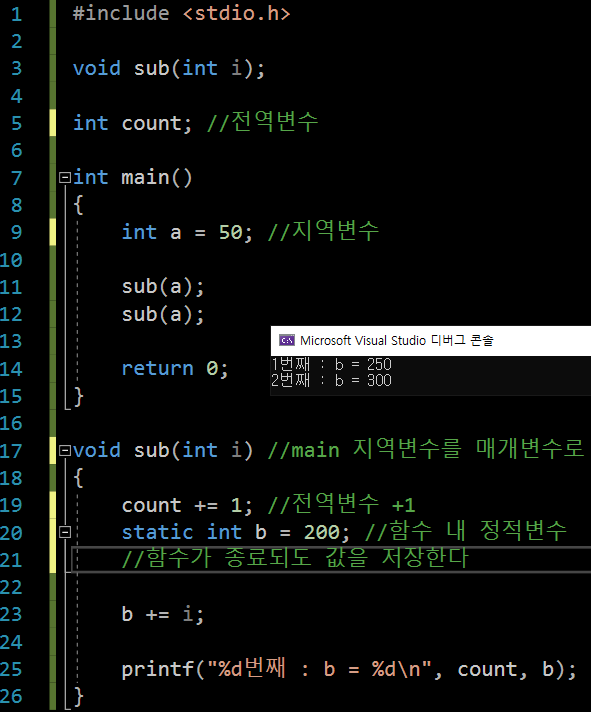 1 #include <stdio.h>
2
3 void sub(int i);
4
5 int count; //전역변수
6
7 int main()
8 {
9 int a = 50; //지역변수
10
11 sub(a);
12 sub(a);
13
14 return 0;
15 }
16
17 void sub(int i) //main 지역변수를 매개변수로
18 {
19 count += 1; //전역변수 +1
20 static int b = 200; //함수 내 정적변수
21 //함수가 종료되도 값을 저장한다
22
23 b += i;
24
25 printf("%d번째 : b = %d\n", count, b);
26 }
Microsoft Visual Studio 디버그 콘솔
1번째 : b = 250
2번째 : b = 300